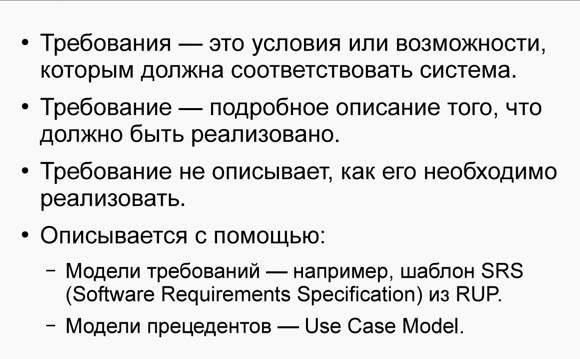 • Требования — это условия или возможности,
которым должна соответствовать система.
• Требование — подробное описание того, что
должно быть реализовано.
• Требование не описывает, как его необходимо
реализовать.
• Описывается с помощью:
– Модели требований — например, шаблон SRS
(Software Requirements Specification) из RUP.
– Модели прецедентов — Use Case Model.